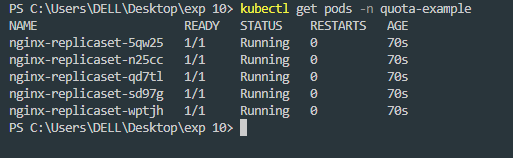 PS C:\Users\DELL\Desktop\exp 10> kubectl get pods -n quota-example
NAME READY STATUS RESTARTS AGE
nginx-replicaset-5qw25 1/1 Running 0 70s
nginx-replicaset-n25cc 1/1 Running 0 70s
nginx-replicaset-qd7tl 1/1 Running 0 70s
nginx-replicaset-sd97g 1/1 Running 0 70s
nginx-replicaset-wptjh 1/1 Running 0 70s
PS C:\Users\DELL\Desktop\exp 10>